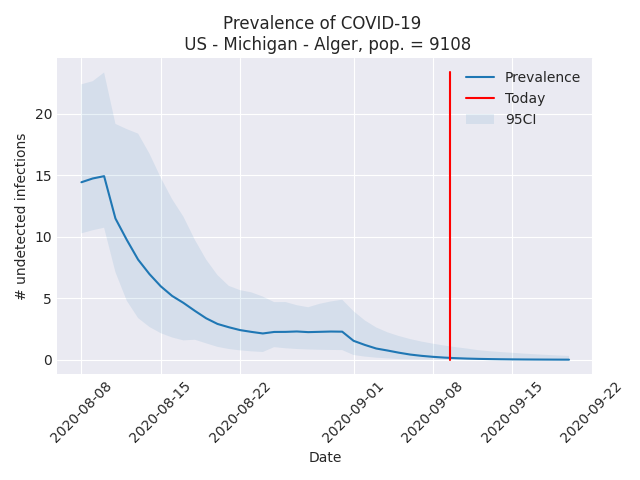 Prevalence of COVID-19
US - Michigan - Alger, pop. = 9108
Prevalence
Today
95CI
# undetected infections
20
15
10
5
0
2020-08-08
2020-08-15
2020-08-22
2020-09-01
2020-09-08
2020-09-15
2020-09-22
Date